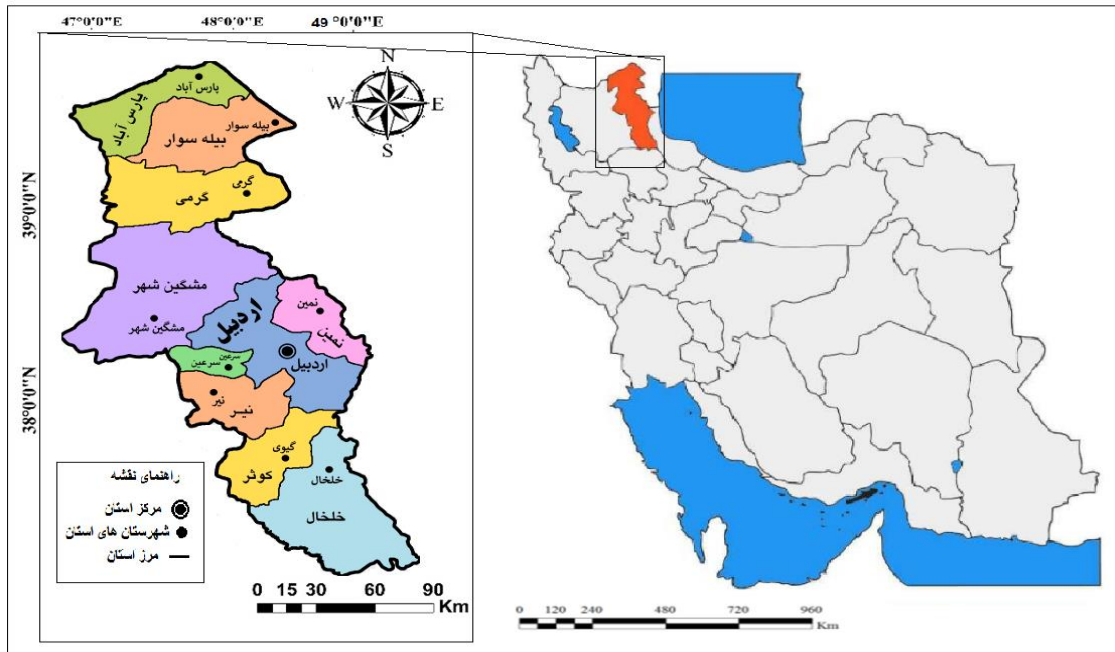 47°0'0"E
48°0'0"E
49°0'0"E
39°0'0"N
38°0'0"N
N
W
E
S
پارس آباد
پارس آباد
بیله سوار
بیله سوار
گرمی
گرمی
مشگین شهر
مشگین شهر
اردبیل
اردبیل
نمین
نمین
سرعین
سرعین
نیر
نیر
گیوی
کوثر
خلخال
خلخال
راهنمای نقشه
مرکز استان
شهرستان های استان
مرز استان
0 15 30 60 90
Km
0 120 240 480 720 960
Km